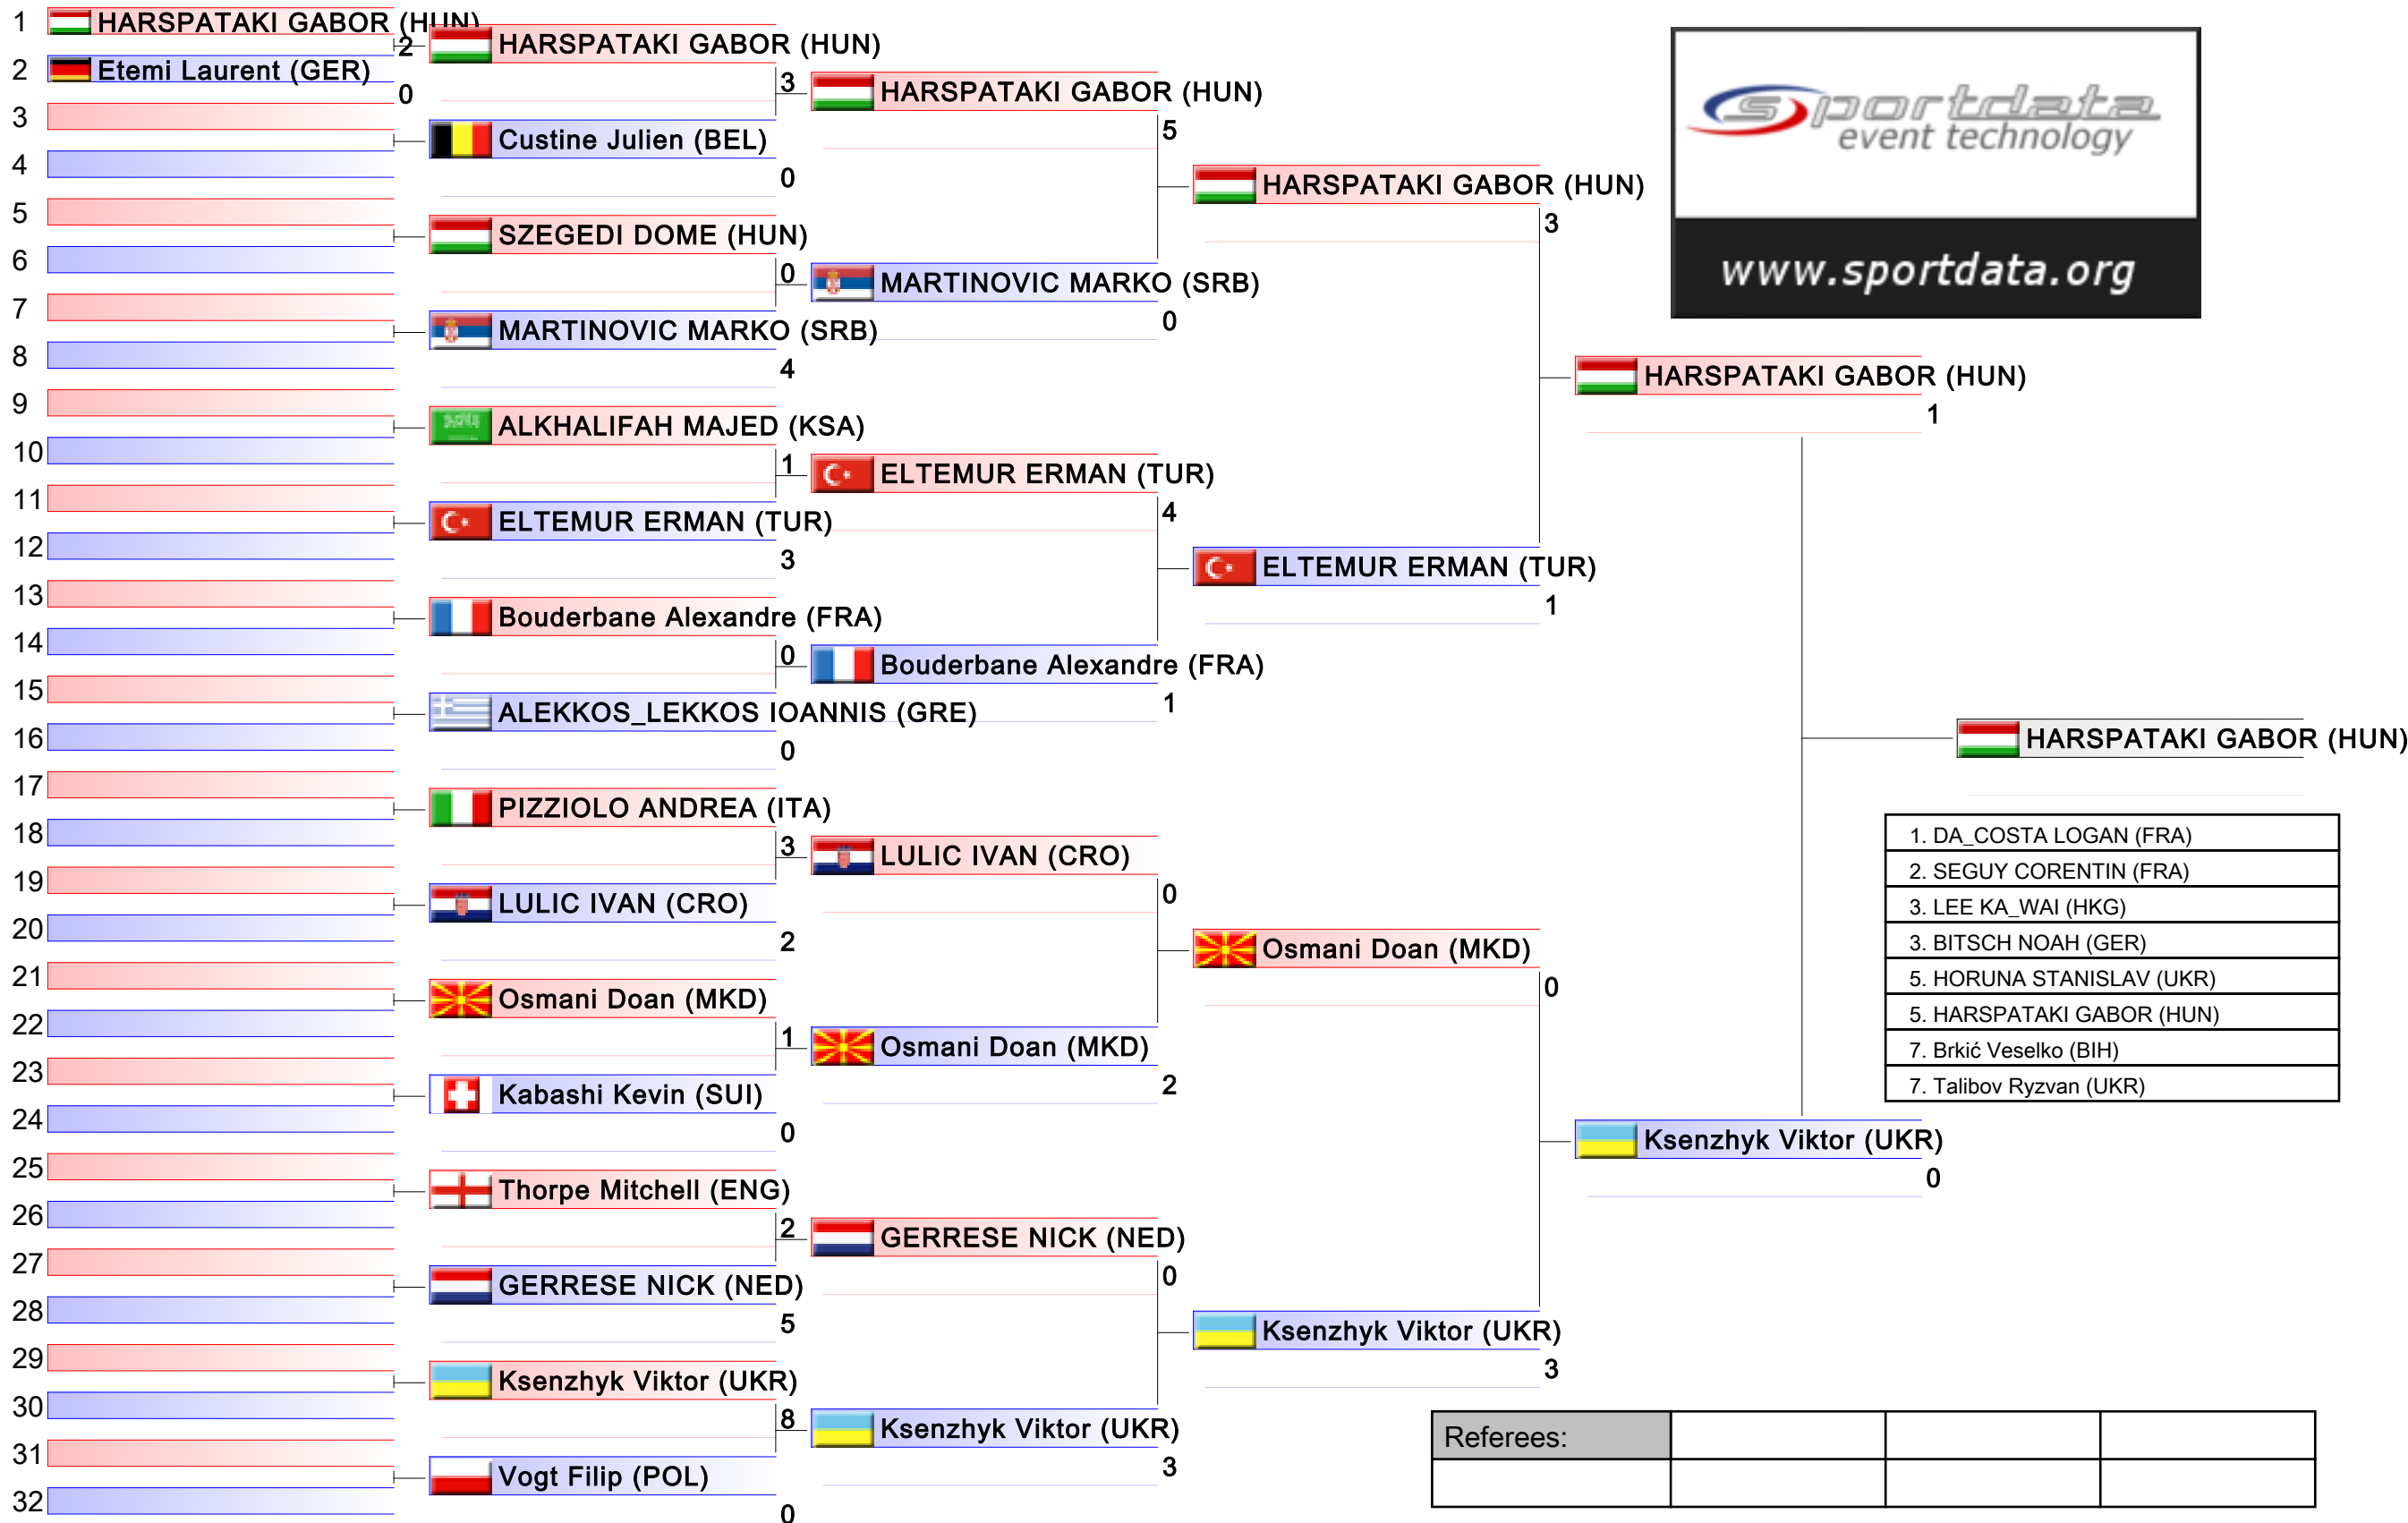 1 HARSPATAKI GABOR (HUN)
2
2 Etemi Laurent (GER)
0
3
4
5
6
7
8
9
10
11
12
13
14
15
16
17
18
19
20
21
22
23
24
25
26
27
28
29
30
31
32
HARSPATAKI GABOR (HUN)
3
Custine Julien (BEL)
0
SZEGEDI DOME (HUN)
0
MARTINOVIC MARKO (SRB)
4
ALKHALIFAH MAJED (KSA)
1
ELTEMUR ERMAN (TUR)
3
Bouderbane Alexandre (FRA)
0
ALEKKOS_LEKKOS IOANNIS (GRE)
0
PIZZIOLO ANDREA (ITA)
3
LULIC IVAN (CRO)
2
Osmani Doan (MKD)
1
Kabashi Kevin (SUI)
0
Thorpe Mitchell (ENG)
2
GERRESE NICK (NED)
5
Ksenzhyk Viktor (UKR)
8
Vogt Filip (POL)
0
HARSPATAKI GABOR (HUN)
5
MARTINOVIC MARKO (SRB)
0
ELTEMUR ERMAN (TUR)
4
Bouderbane Alexandre (FRA)
1
LULIC IVAN (CRO)
0
Osmani Doan (MKD)
2
GERRESE NICK (NED)
0
Ksenzhyk Viktor (UKR)
3
HARSPATAKI GABOR (HUN)
3
ELTEMUR ERMAN (TUR)
1
Osmani Doan (MKD)
0
Ksenzhyk Viktor (UKR)
3
HARSPATAKI GABOR (HUN)
1
Ksenzhyk Viktor (UKR)
0
HARSPATAKI GABOR (HUN)
sportdata
event technology
www.sportdata.org
1. DA_COSTA LOGAN (FRA)
2. SEGUY CORENTIN (FRA)
3. LEE KA_WAI (HKG)
3. BITSCH NOAH (GER)
5. HORUNA STANISLAV (UKR)
5. HARSPATAKI GABOR (HUN)
7. Brkić Veselko (BIH)
7. Talibov Ryzvan (UKR)
Referees: